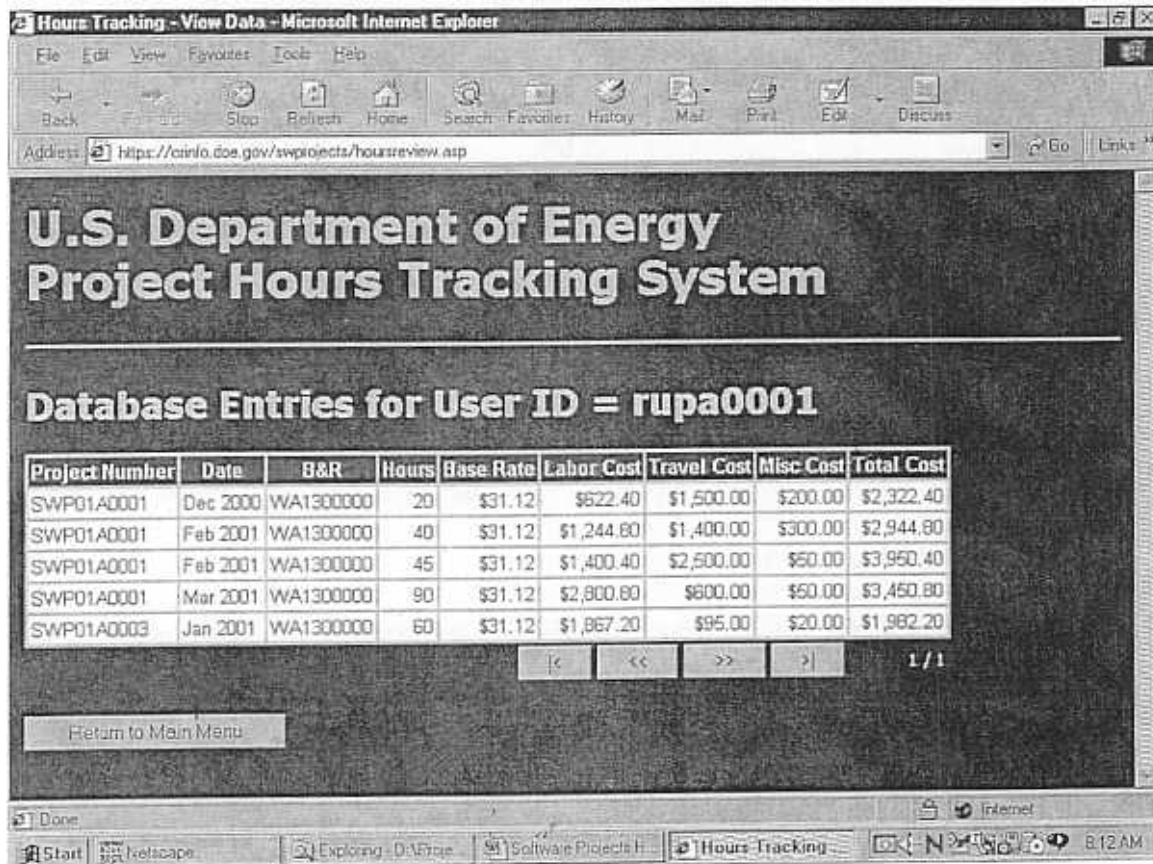 Hours Tracking - View Data - Microsoft Internet Explorer
File Edit View Favorites Tools Help
Back Stop Refresh Home Search Favorites History Mail Print Edit Discuss
Address https://crinfo.doe.gov/swprojects/hoursreview.asp Go Links »
U.S. Department of Energy
Project Hours Tracking System
Database Entries for User ID = rupa0001
Project Number Date B&R Hours Base Rate Labor Cost Travel Cost Misc Cost Total Cost
SWP01A0001 Dec 2000 WA1300000 20 $31.12 $622.40 $1,500.00 $200.00 $2,322.40
SWP01A0001 Feb 2001 WA1300000 40 $31.12 $1,244.80 $1,400.00 $300.00 $2,944.80
SWP01A0001 Feb 2001 WA1300000 45 $31.12 $1,400.40 $2,500.00 $50.00 $3,950.40
SWP01A0001 Mar 2001 WA1300000 90 $31.12 $2,800.80 $600.00 $50.00 $3,450.80
SWP01A0003 Jan 2001 WA1300000 60 $31.12 $1,867.20 $95.00 $20.00 $1,982.20
|< << >> >| 1 / 1
Return to Main Menu
Done Internet
Start Netscape Exploring - D:\Proje... Software Projects H... Hours Tracking ... 8:12 AM